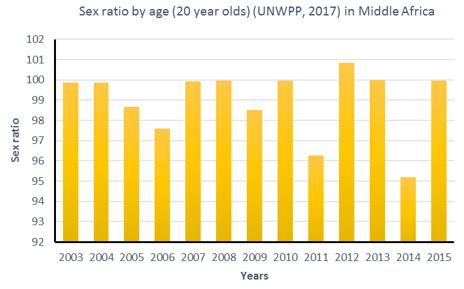 Sex ratio by age (20 year olds) (UNWPP, 2017) in Middle Africa
102
101
100
99
98
97
96
95
94
93
92
Sex ratio
2003 2004 2005 2006 2007 2008 2009 2010 2011 2012 2013 2014 2015
Years